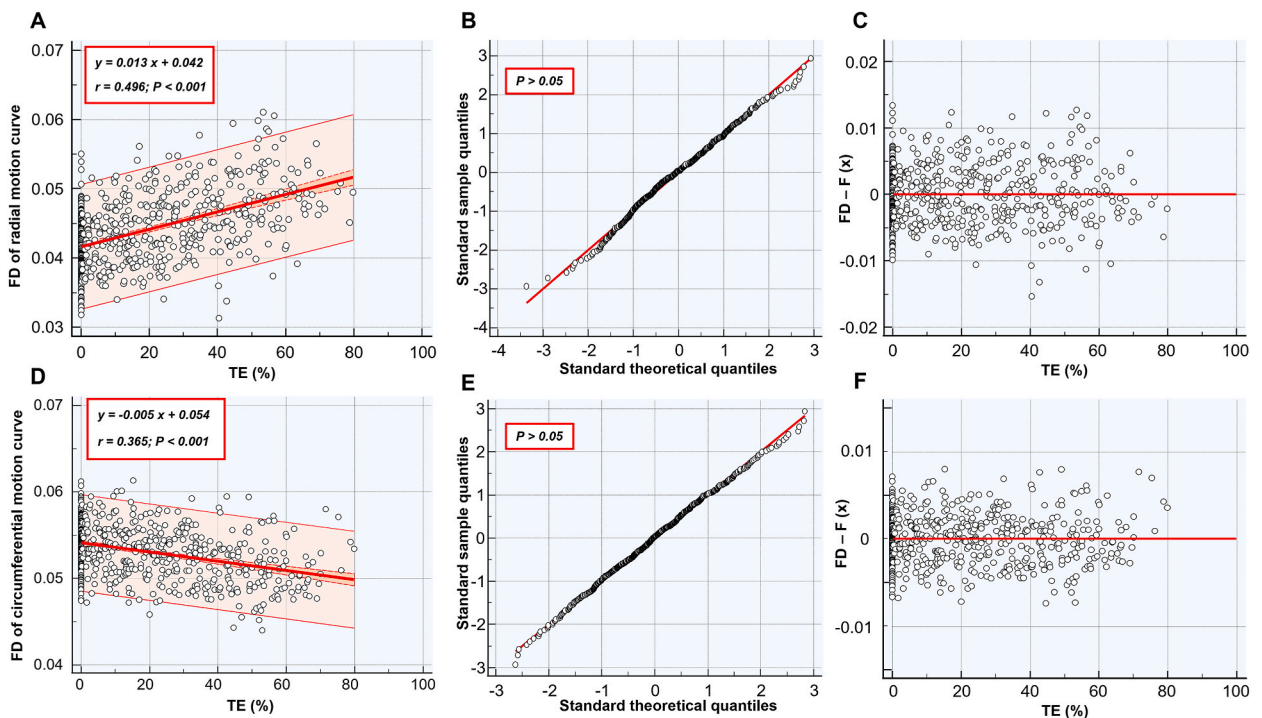 A
0.07
0.06
0.05
0.04
0.03
FD of radial motion curve
y = 0.013 x + 0.042
r = 0.496; P < 0.001
0 20 40 60 80 100
TE (%)
B
3
2
1
0
-1
-2
-3
-4
Standard sample quantiles
P > 0.05
-4 -3 -2 -1 0 1 2 3
Standard theoretical quantiles
C
0.02
0.01
0
-0.01
-0.02
FD – F (x)
0 20 40 60 80 100
TE (%)
D
0.07
0.06
0.05
0.04
FD of circumferential motion curve
y = -0.005 x + 0.054
r = 0.365; P < 0.001
0 20 40 60 80 100
TE (%)
E
3
2
1
0
-1
-2
-3
Standard sample quantiles
P > 0.05
-3 -2 -1 0 1 2 3
Standard theoretical quantiles
F
0.01
0
-0.01
FD – F (x)
0 20 40 60 80 100
TE (%)